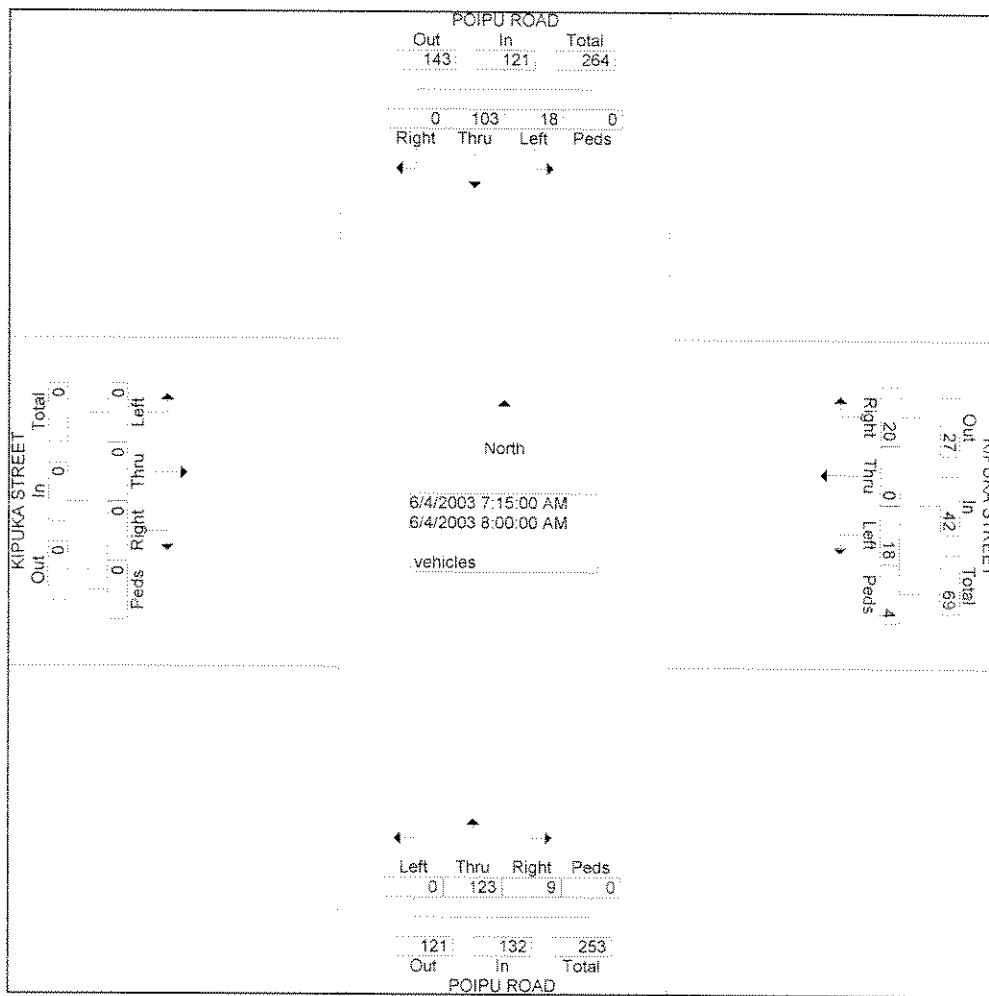 POIPU ROAD
Out In Total
143 121 264
0 103 18 0
Right Thru Left Peds
KIPUKA STREET
Out In Total
0 0 0
0 0 0 0
Peds Right Thru Left
North
6/4/2003 7:15:00 AM
6/4/2003 8:00:00 AM
vehicles
Right Thru Left Peds
20 0 18 4
Out In Total
27 42 69
KIPUKA STREET
Left Thru Right Peds
0 123 9 0
121 132 253
Out In Total
POIPU ROAD